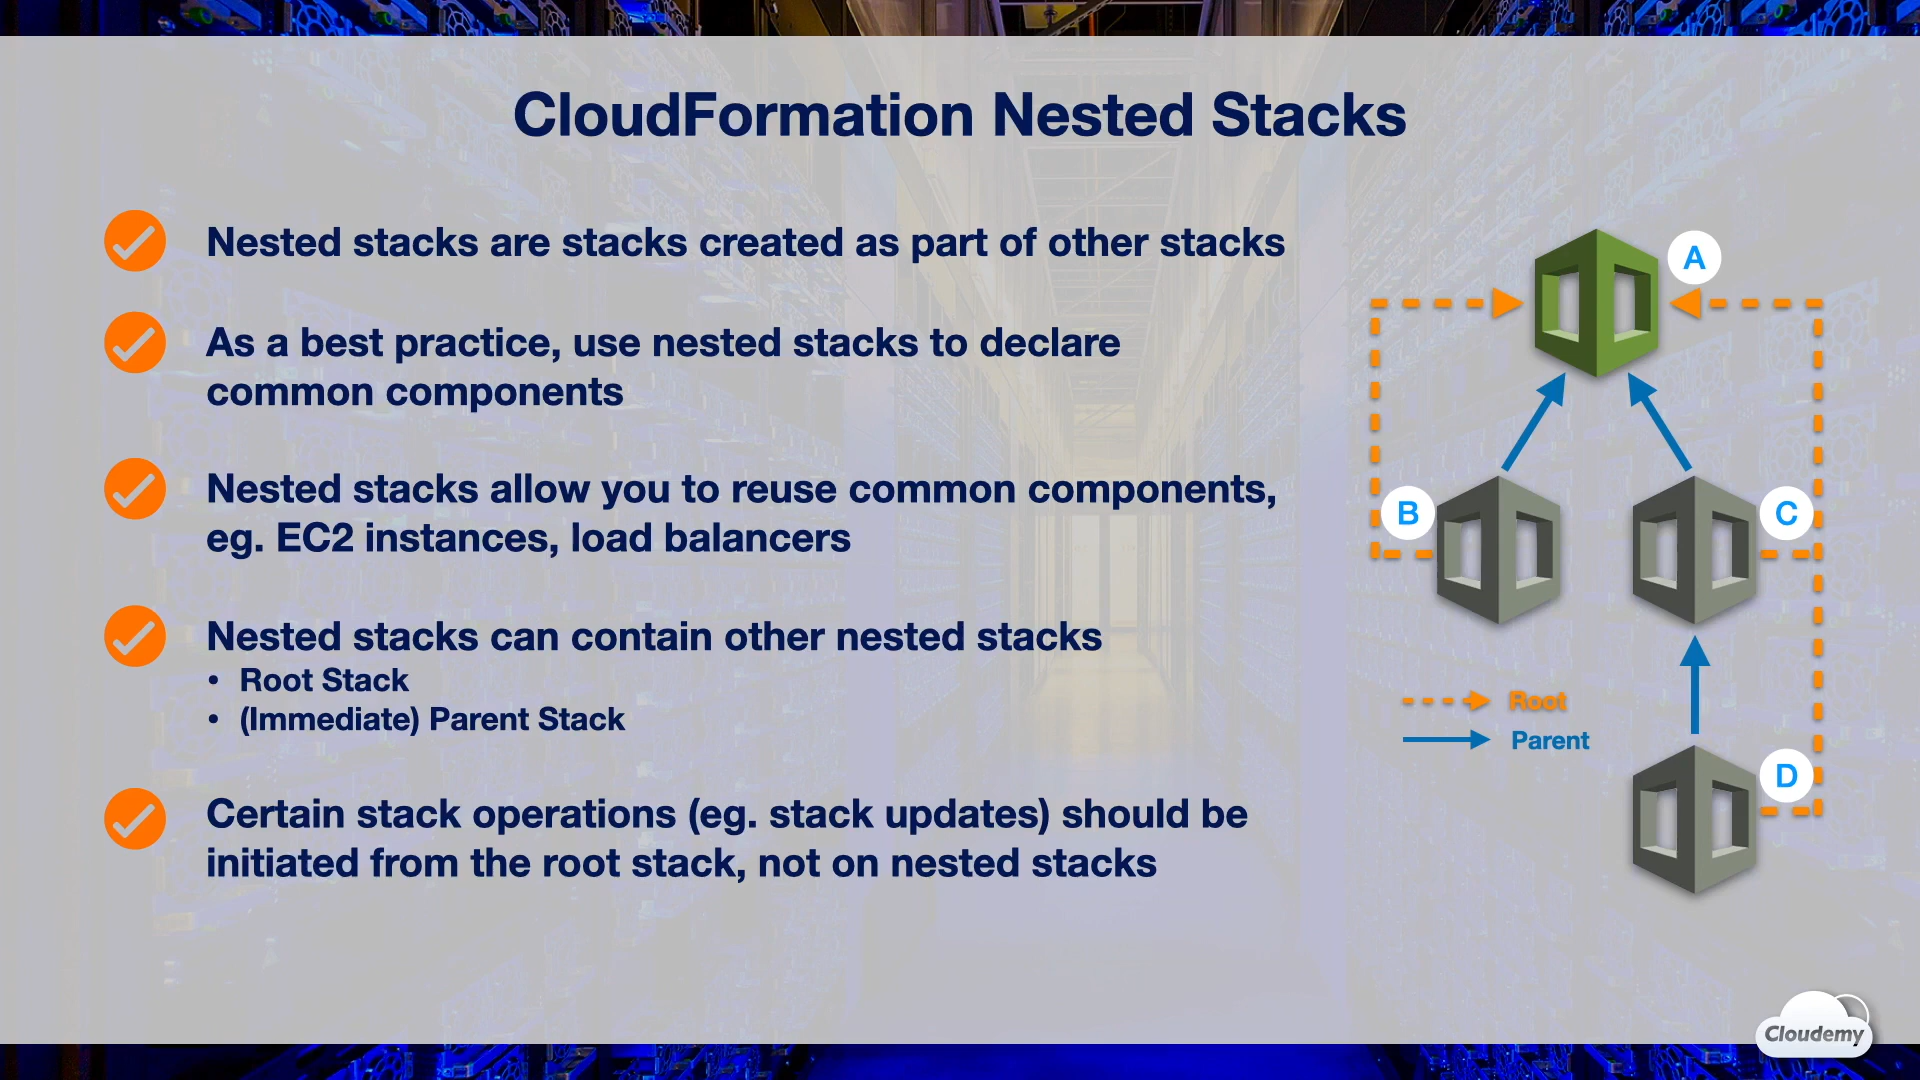 CloudFormation Nested Stacks
Nested stacks are stacks created as part of other stacks
As a best practice, use nested stacks to declare
common components
Nested stacks allow you to reuse common components,
eg. EC2 instances, load balancers
Nested stacks can contain other nested stacks
• Root Stack
• (Immediate) Parent Stack
Certain stack operations (eg. stack updates) should be
initiated from the root stack, not on nested stacks
A
B
C
Root
Parent
D
Cloudemy